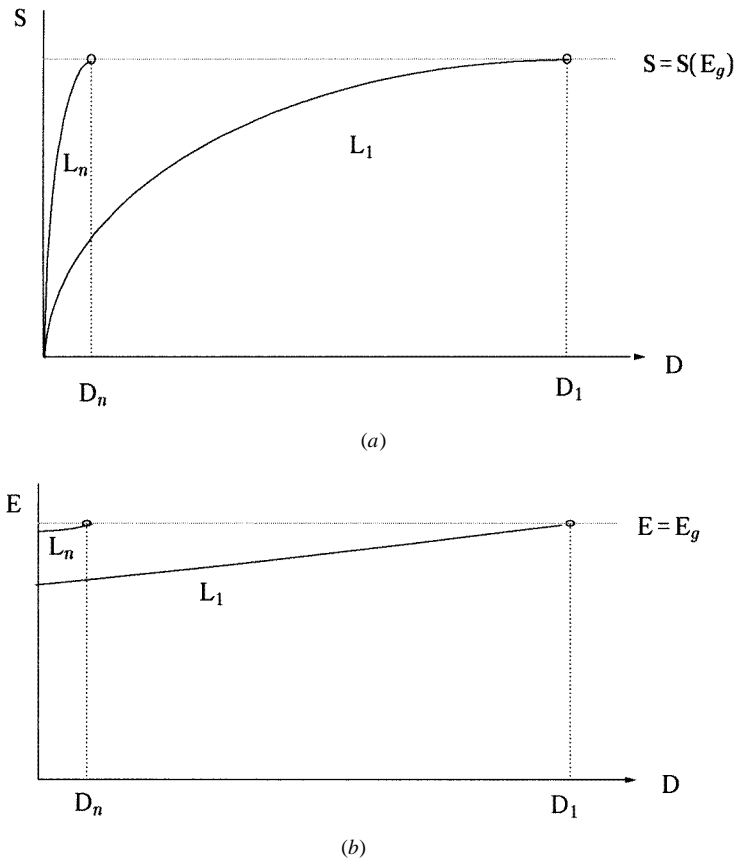 S
S = S(E_g)
L_n
L_1
D
D_n
D_1
(a)
E
E = E_g
L_n
L_1
D
D_n
D_1
(b)